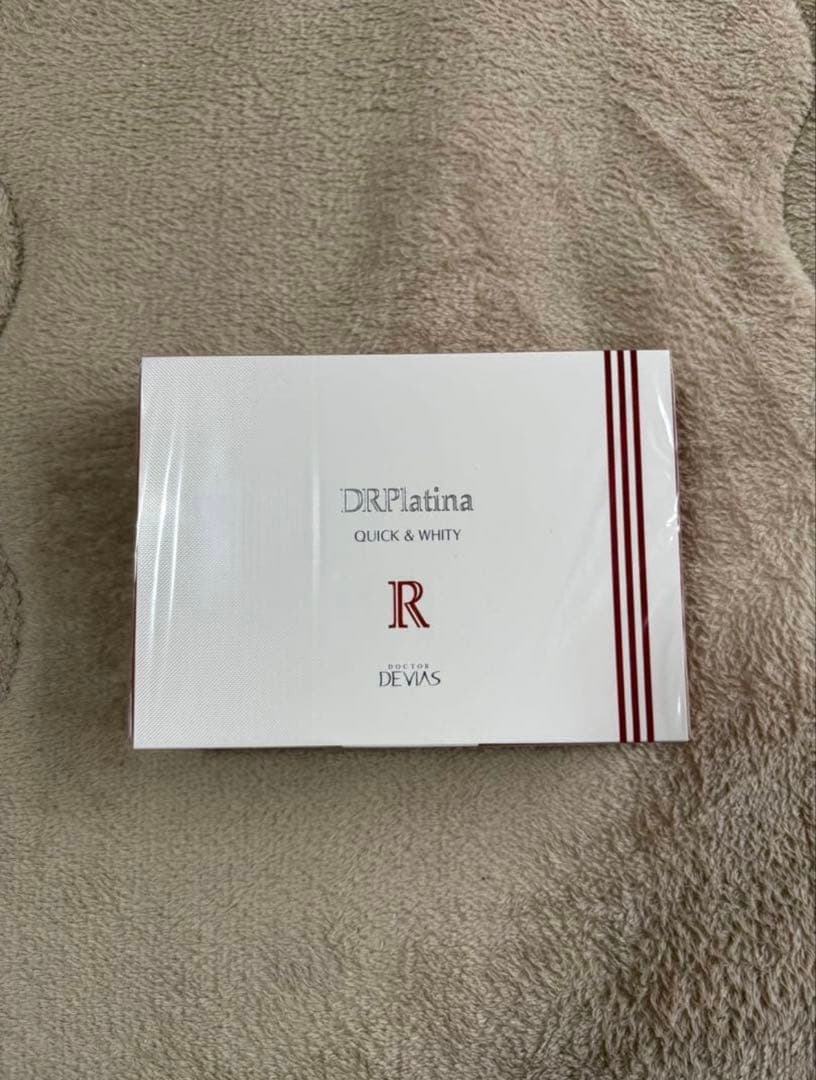 DRPlatina
QUICK & WHITY
R
DOCTOR
DEVIAS